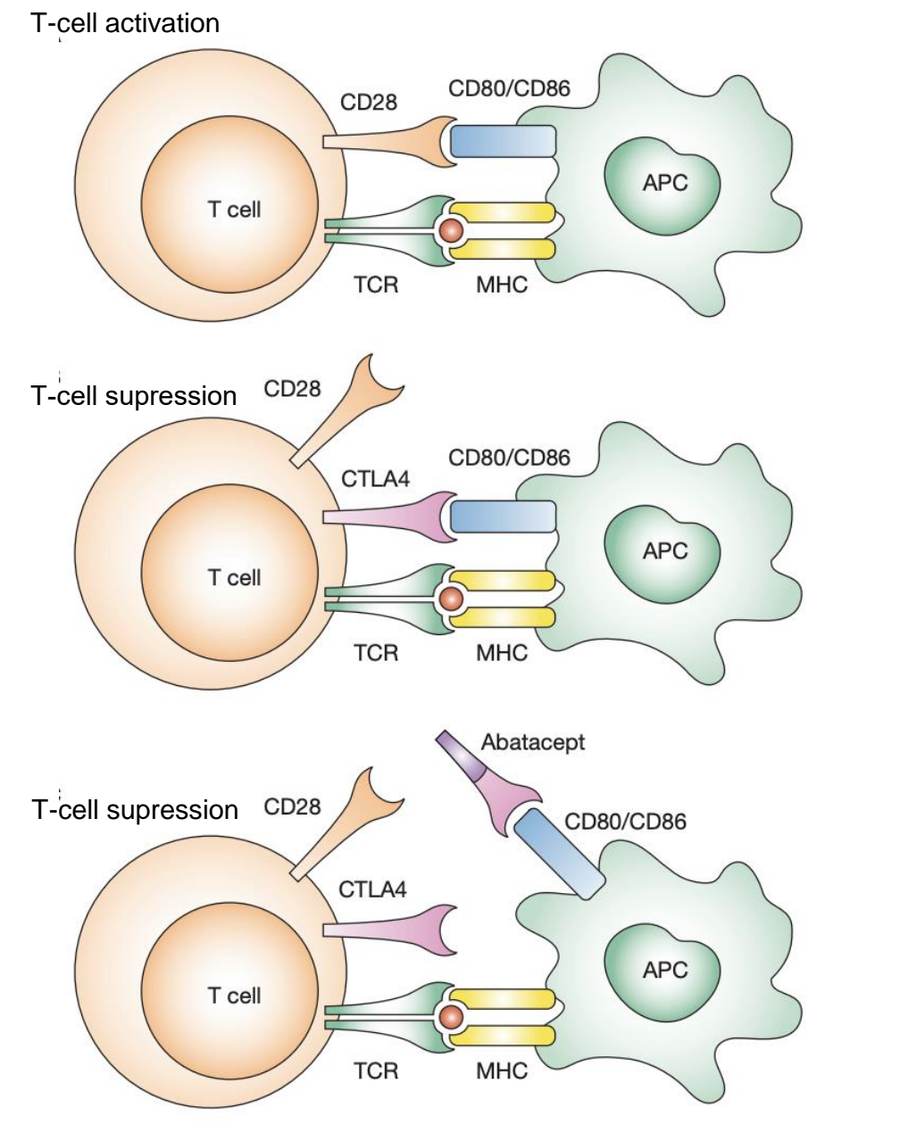 T-cell activation
CD28
CD80/CD86
T cell
APC
TCR
MHC
T-cell supression
CD28
CTLA4
CD80/CD86
T cell
APC
TCR
MHC
Abatacept
T-cell supression
CD28
CD80/CD86
CTLA4
T cell
APC
TCR
MHC